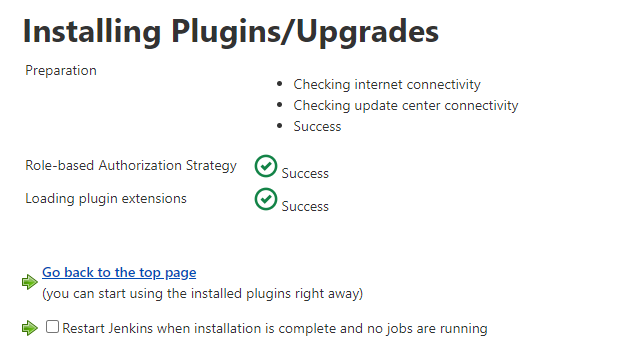 Installing Plugins/Upgrades
Preparation
Checking internet connectivity
Checking update center connectivity
Success
Role-based Authorization Strategy Success
Loading plugin extensions Success
Go back to the top page
(you can start using the installed plugins right away)
Restart Jenkins when installation is complete and no jobs are running